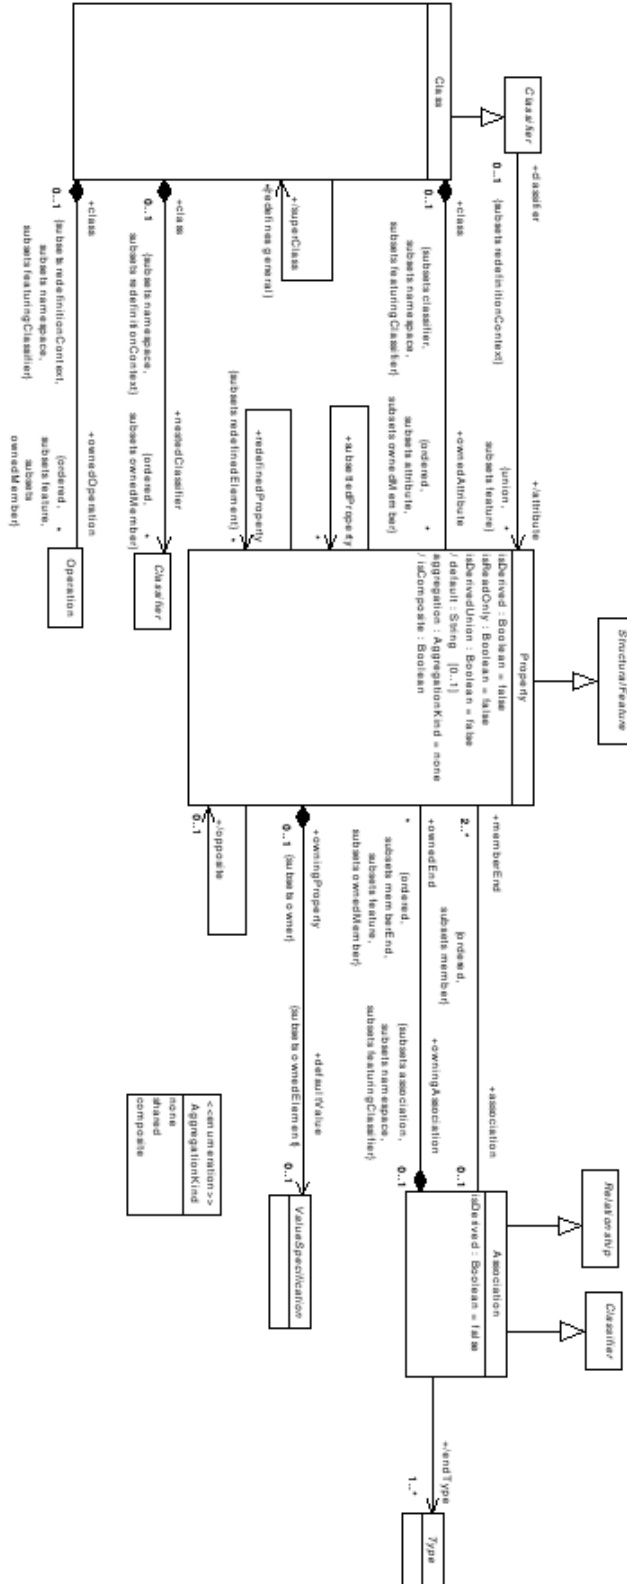 Classifier
+classifier
0..1 {subsets redefinitionContext}
+/attribute
{union, *
subsets feature}
StructuralFeature
Class
+class
0..1
{subsets classifier,
subsets namespace,
subsets featuringClassifier}
+ownedAttribute
{ordered, *
subsets attribute,
subsets ownedMember}
+/superClass
*
{redefines general}
+subsettedProperty
*
+redefinedProperty
{subsets redefinedElement} *
+class
0..1
{subsets namespace,
subsets redefinitionContext}
+nestedClassifier
{ordered, *
subsets ownedMember}
Classifier
+class
0..1 {subsets redefinitionContext,
subsets namespace,
subsets featuringClassifier}
+ownedOperation
{ordered, *
subsets feature,
subsets
ownedMember}
Operation
Property
isDerived : Boolean = false
isReadOnly : Boolean = false
isDerivedUnion : Boolean = false
/ default : String [0..1]
aggregation : AggregationKind = none
/ isComposite : Boolean
+memberEnd
2..*
{ordered,
subsets member}
+association
0..1
+ownedEnd
*
{ordered,
subsets memberEnd,
subsets feature,
subsets ownedMember}
+owningAssociation
{subsets association, 0..1
subsets namespace,
subsets featuringClassifier}
+owningProperty
0..1 {subsets owner}
+defaultValue
{subsets ownedElement} 0..1
+/opposite
0..1
<<enumeration>>
AggregationKind
none
shared
composite
ValueSpecification
Relationship
Classifier
Association
isDerived : Boolean = false
+/endType
1..*
Type